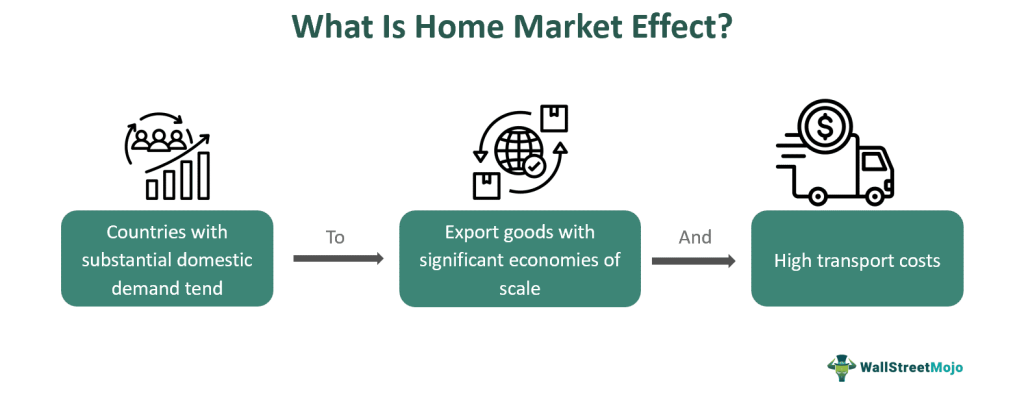 What Is Home Market Effect?
Countries with
substantial domestic
demand tend
To
Export goods with
significant economies of
scale
And
High transport costs
$
WallStreetMojo